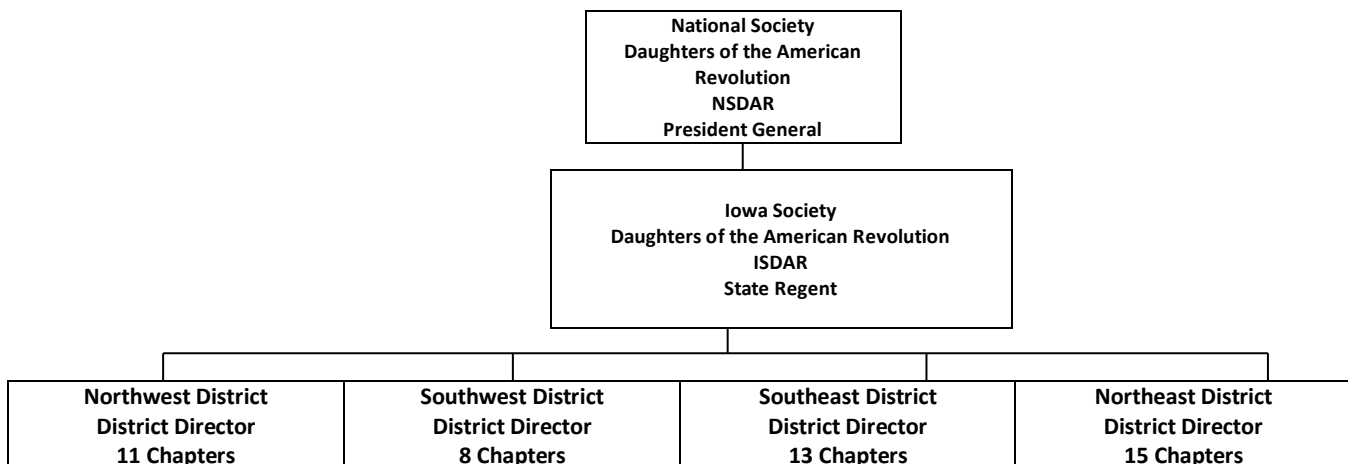 National Society
Daughters of the American
Revolution
NSDAR
President General
Iowa Society
Daughters of the American Revolution
ISDAR
State Regent
Northwest District
District Director
11 Chapters
Southwest District
District Director
8 Chapters
Southeast District
District Director
13 Chapters
Northeast District
District Director
15 Chapters